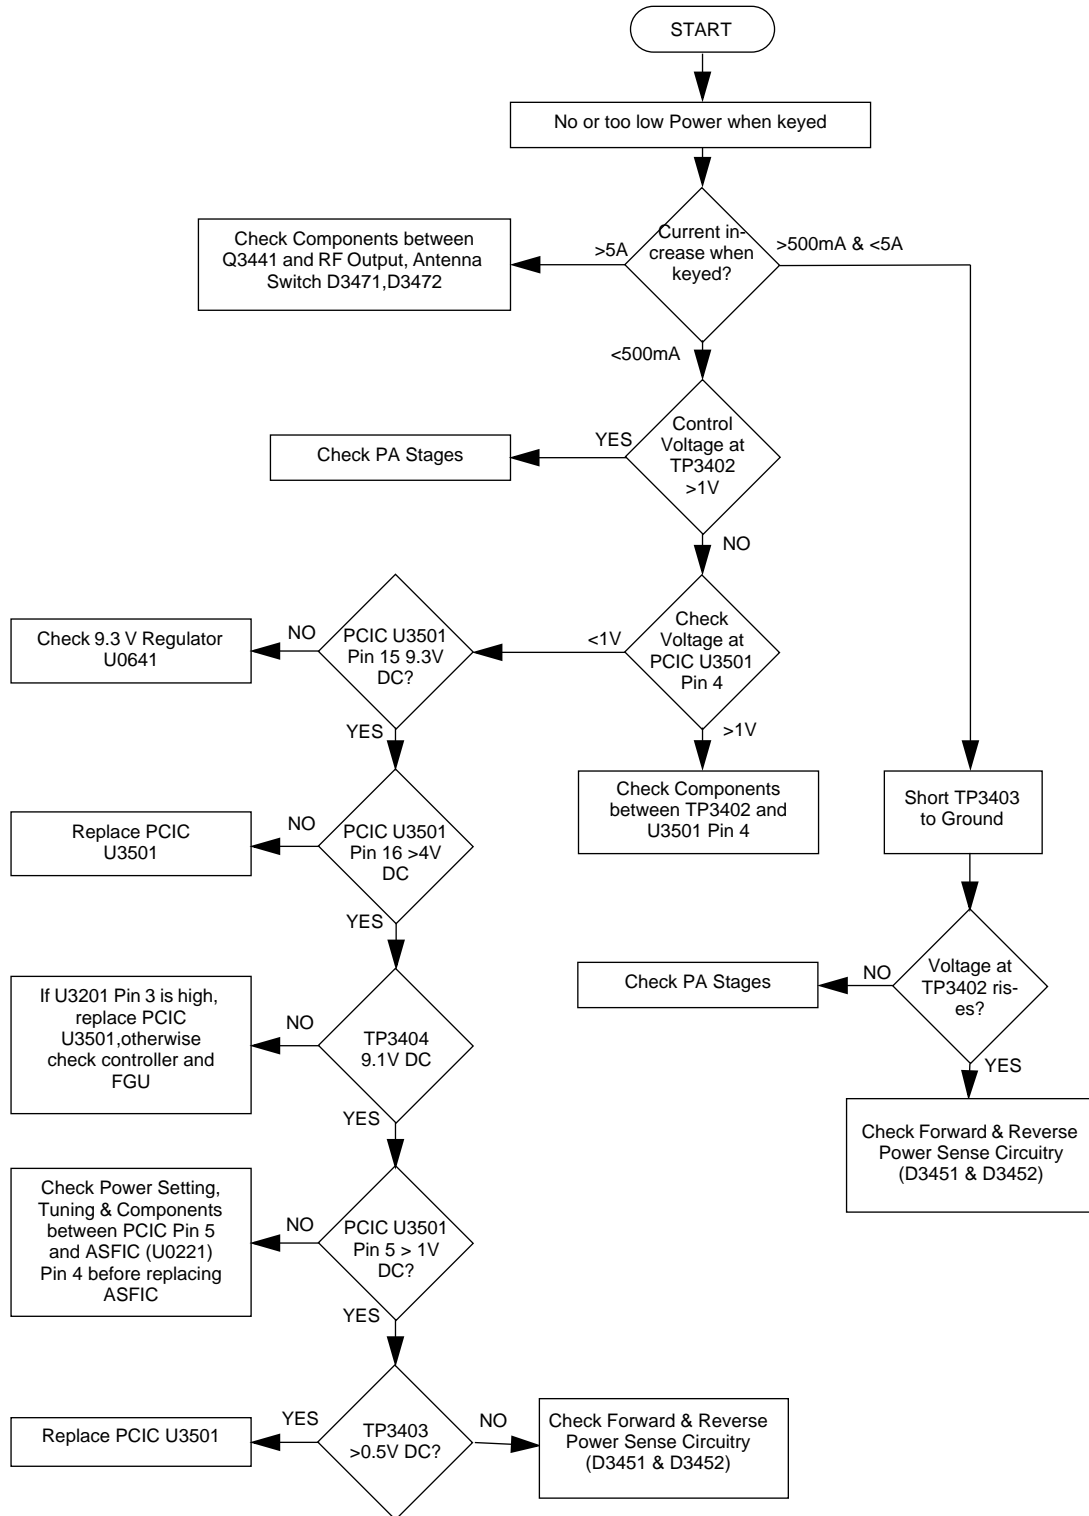 START
No or too low Power when keyed
Current in-
crease when
keyed?
>5A
>500mA & <5A
Check Components between
Q3441 and RF Output, Antenna
Switch D3471,D3472
<500mA
Control
Voltage at
TP3402
>1V
YES
Check PA Stages
NO
Check
Voltage at
PCIC U3501
Pin 4
<1V
>1V
PCIC U3501
Pin 15 9.3V
DC?
NO
Check 9.3 V Regulator
U0641
YES
Check Components
between TP3402 and
U3501 Pin 4
Short TP3403
to Ground
PCIC U3501
Pin 16 >4V
DC
NO
Replace PCIC
U3501
YES
Voltage at
TP3402 ris-
es?
NO
Check PA Stages
YES
Check Forward & Reverse
Power Sense Circuitry
(D3451 & D3452)
TP3404
9.1V DC
NO
If U3201 Pin 3 is high,
replace PCIC
U3501,otherwise
check controller and
FGU
YES
PCIC U3501
Pin 5 > 1V
DC?
NO
Check Power Setting,
Tuning & Components
between PCIC Pin 5
and ASFIC (U0221)
Pin 4 before replacing
ASFIC
YES
TP3403
>0.5V DC?
YES
Replace PCIC U3501
NO
Check Forward & Reverse
Power Sense Circuitry
(D3451 & D3452)